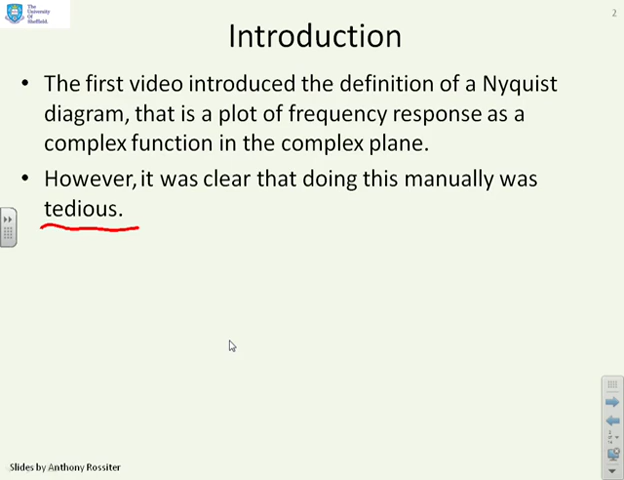 The
University
Of
Sheffield.
2
Introduction
• The first video introduced the definition of a Nyquist
diagram, that is a plot of frequency response as a
complex function in the complex plane.
• However, it was clear that doing this manually was
tedious.
Slides by Anthony Rossiter